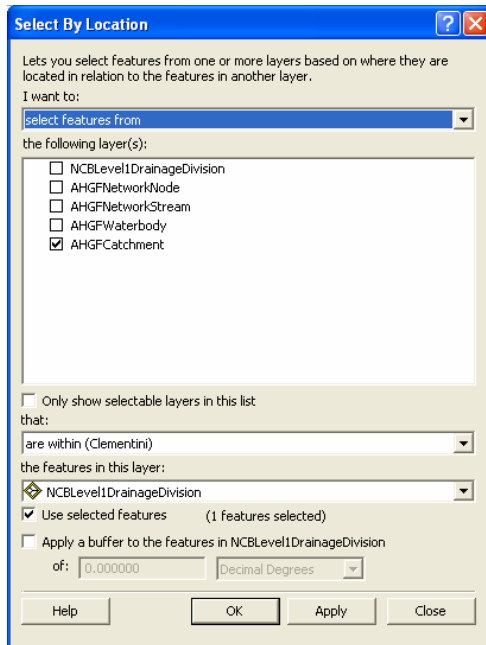 Select By Location
Lets you select features from one or more layers based on where they are
located in relation to the features in another layer.
I want to:
select features from
the following layer(s):
NCBLevel1DrainageDivision
AHGFNetworkNode
AHGFNetworkStream
AHGFWaterbody
AHGFCatchment
Only show selectable layers in this list
that:
are within (Clementini)
the features in this layer:
NCBLevel1DrainageDivision
Use selected features (1 features selected)
Apply a buffer to the features in NCBLevel1DrainageDivision
of: 0.000000 Decimal Degrees
Help OK Apply Close